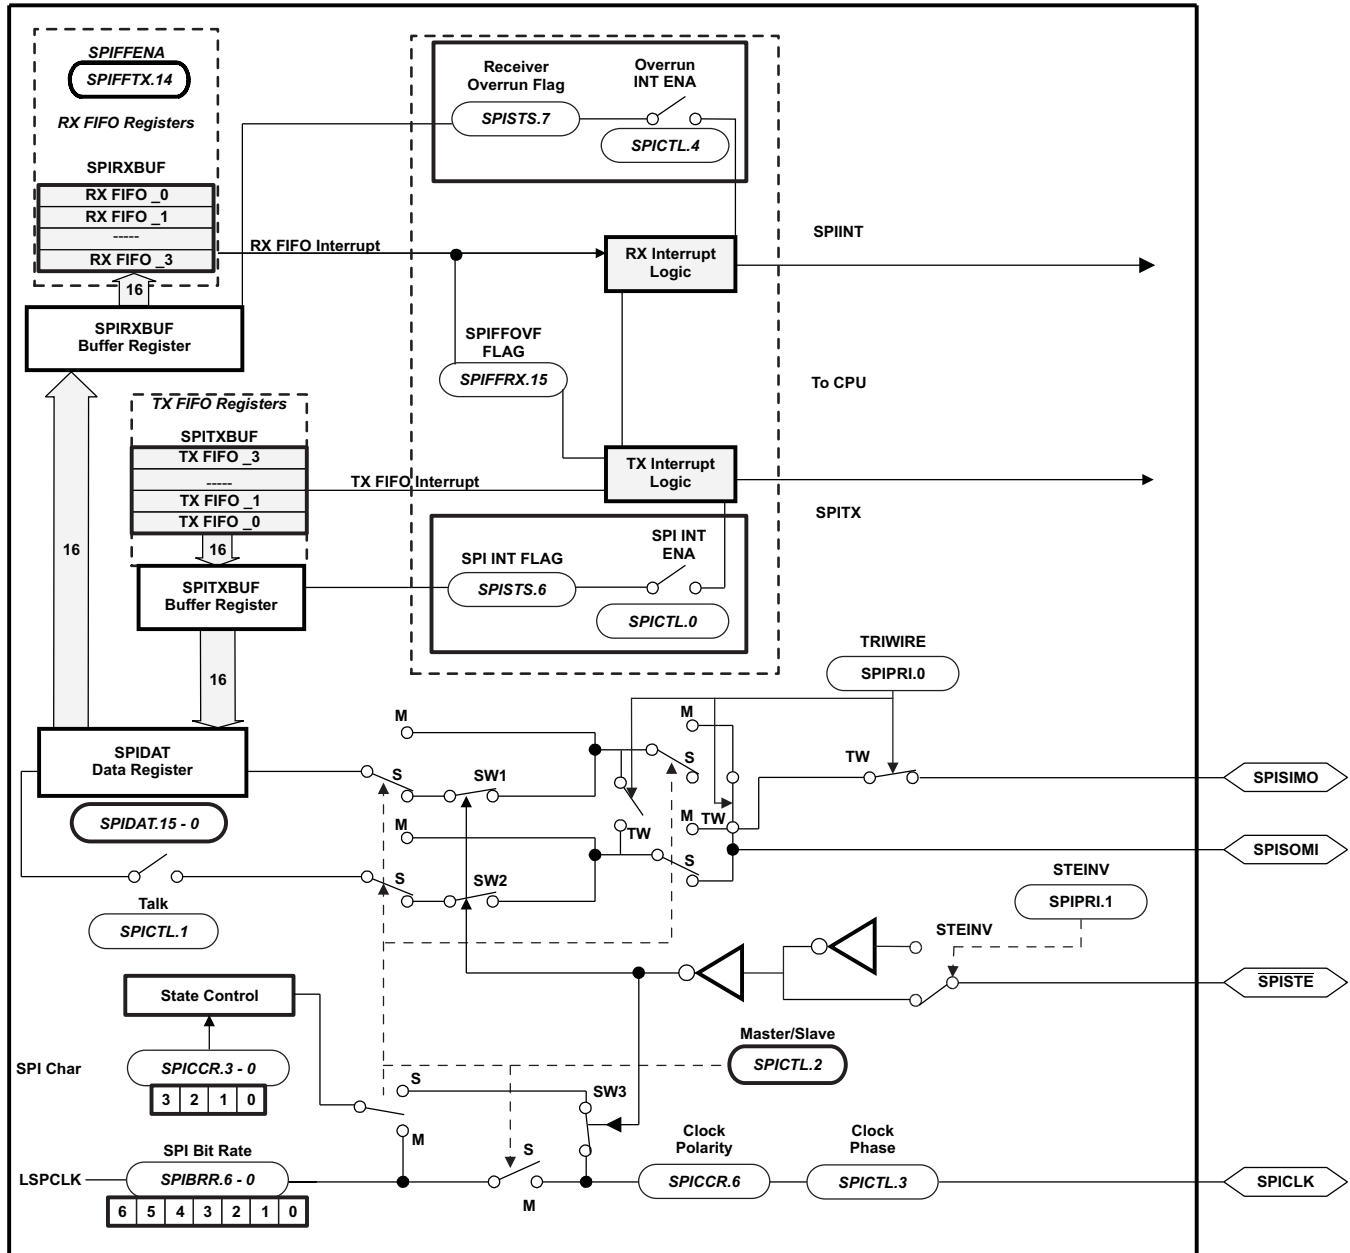 SPIFFENA
SPIFFTX.14
RX FIFO Registers
SPIRXBUF
RX FIFO _0
RX FIFO _1
-----
RX FIFO _3
16
SPIRXBUF
Buffer Register
RX FIFO Interrupt
Receiver
Overrun Flag
SPISTS.7
Overrun
INT ENA
SPICTL.4
RX Interrupt
Logic
SPIINT
SPIFFOVF
FLAG
SPIFFRX.15
To CPU
16
TX FIFO Registers
SPITXBUF
TX FIFO _3
-----
TX FIFO _1
TX FIFO _0
16
SPITXBUF
Buffer Register
16
TX FIFO Interrupt
TX Interrupt
Logic
SPITX
SPI INT FLAG
SPISTS.6
SPI INT
ENA
SPICTL.0
TRIWIRE
SPIPRI.0
SPIDAT
Data Register
SPIDAT.15 - 0
M
S
SW1
M
S
TW
M
TW
S
TW
SPISIMO
M
S
SW2
SPISOMI
Talk
SPICTL.1
STEINV
SPIPRI.1
STEINV
SPISTE
State Control
SPI Char
SPICCR.3 - 0
3 2 1 0
Master/Slave
SPICTL.2
S
M
SW3
S
M
LSPCLK
SPI Bit Rate
SPIBRR.6 - 0
6 5 4 3 2 1 0
Clock
Polarity
SPICCR.6
Clock
Phase
SPICTL.3
SPICLK